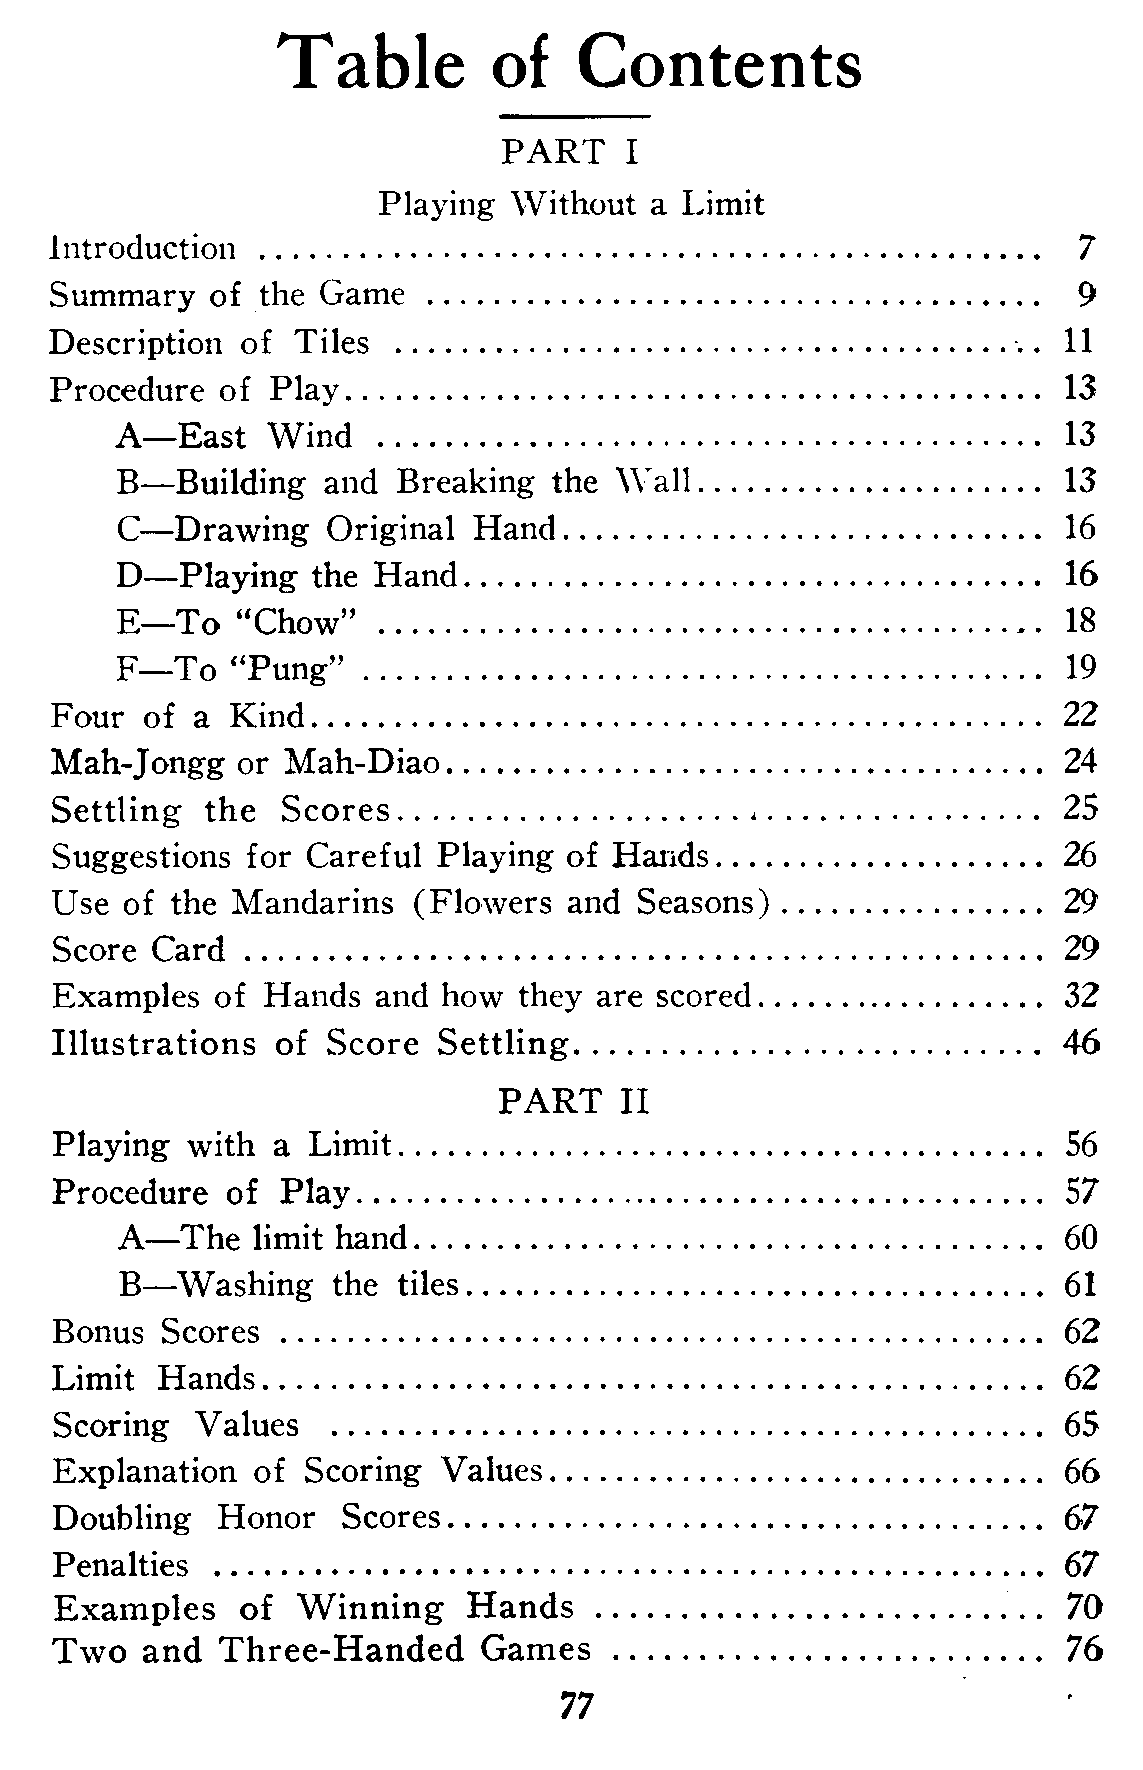 Table of Contents
PART I
Playing Without a Limit
Introduction ................................................ 7
Summary of the Game ...................................... 9
Description of Tiles ........................................ 11
Procedure of Play........................................... 13
A—East Wind ......................................... 13
B—Building and Breaking the Wall..................... 13
C—Drawing Original Hand............................. 16
D—Playing the Hand................................... 16
E—To “Chow” ......................................... 18
F—To “Pung” .......................................... 19
Four of a Kind............................................. 22
Mah-Jongg or Mah-Diao..................................... 24
Settling the Scores........................................ 25
Suggestions for Careful Playing of Hands.................... 26
Use of the Mandarins (Flowers and Seasons) ................ 29
Score Card ................................................. 29
Examples of Hands and how they are scored.................. 32
Illustrations of Score Settling............................. 46
PART II
Playing with a Limit........................................ 56
Procedure of Play........................................... 57
A—The limit hand....................................... 60
B—Washing the tiles.................................... 61
Bonus Scores ............................................... 62
Limit Hands................................................ 62
Scoring Values ............................................ 65
Explanation of Scoring Values.............................. 66
Doubling Honor Scores..................................... 67
Penalties ................................................... 67
Examples of Winning Hands ........................... 70
Two and Three-Handed Games .......................... 76
77